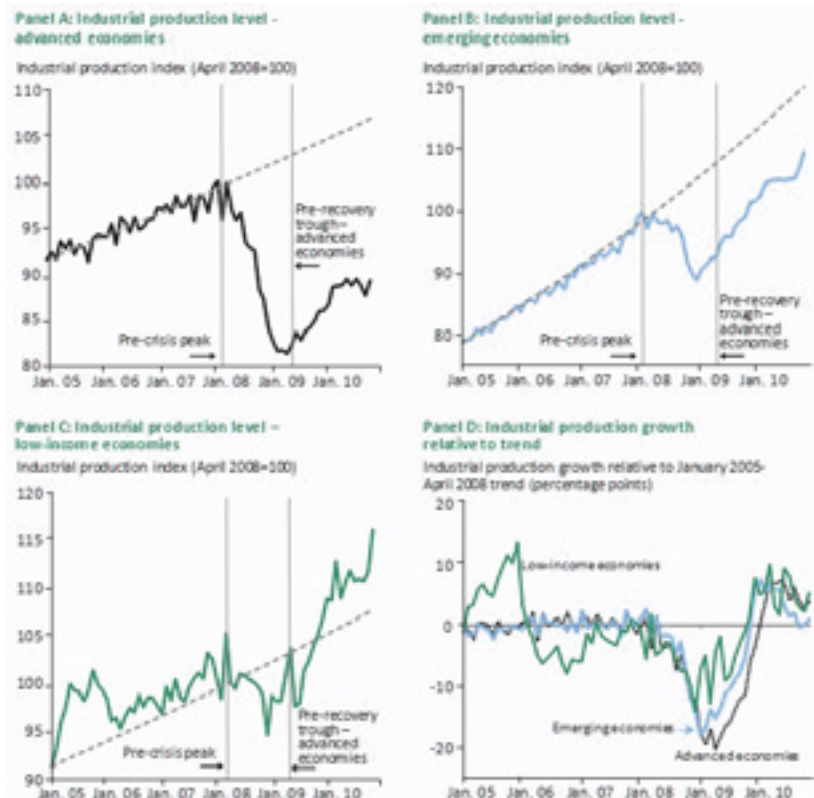 Panel A: Industrial production level -
advanced economies
Industrial production index (April 2008=100)
110
105
100
95
90
85
80
Pre-recovery
trough—
advanced
economies
Pre-crisis peak
Jan. 05 Jan. 06 Jan. 07 Jan. 08 Jan. 09 Jan. 10
Panel B: Industrial production level -
emerging economies
Industrial production index (April 2008=100)
120
110
100
90
80
Pre-recovery
trough—
advanced
economies
Pre-crisis peak
Jan. 05 Jan. 06 Jan. 07 Jan. 08 Jan. 09 Jan. 10
Panel C: Industrial production level –
low-income economies
Industrial production index (April 2008=100)
120
115
110
105
100
95
90
Pre-recovery
trough—
advanced
economies
Pre-crisis peak
Jan. 05 Jan. 06 Jan. 07 Jan. 08 Jan. 09 Jan. 10
Panel D: Industrial production growth
relative to trend
Industrial production growth relative to January 2005-
April 2008 trend (percentage points)
20
10
0
-10
-20
Low-income economies
Emerging economies
Advanced economies
Jan. 05 Jan. 06 Jan. 07 Jan. 08 Jan. 09 Jan. 10